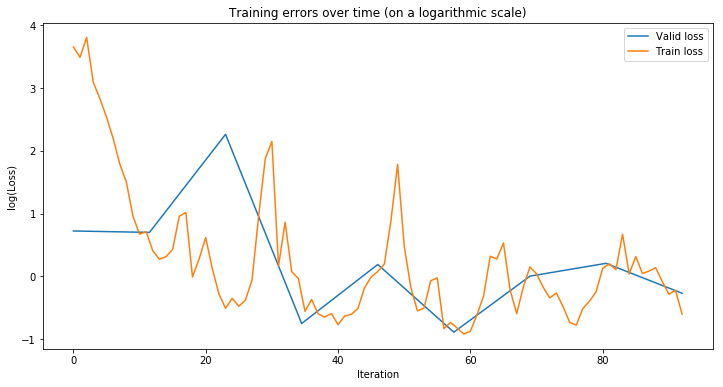 Training errors over time (on a logarithmic scale)
Valid loss
Train loss
log(Loss)
4
3
2
1
0
−1
0
20
40
60
80
Iteration